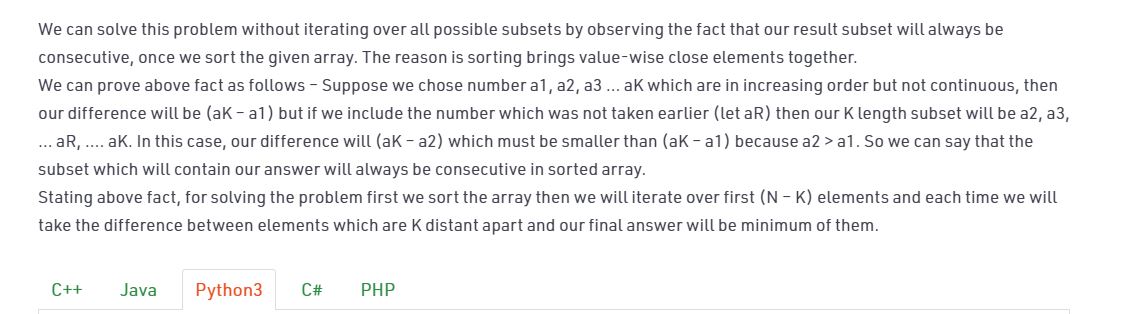 We can solve this problem without iterating over all possible subsets by observing the fact that our result subset will always be
consecutive, once we sort the given array. The reason is sorting brings value-wise close elements together.
We can prove above fact as follows – Suppose we chose number a1, a2, a3 … aK which are in increasing order but not continuous, then
our difference will be (aK – a1) but if we include the number which was not taken earlier (let aR) then our K length subset will be a2, a3,
… aR, …. aK. In this case, our difference will (aK – a2) which must be smaller than (aK – a1) because a2 > a1. So we can say that the
subset which will contain our answer will always be consecutive in sorted array.
Stating above fact, for solving the problem first we sort the array then we will iterate over first (N – K) elements and each time we will
take the difference between elements which are K distant apart and our final answer will be minimum of them.
C++ Java Python3 C# PHP